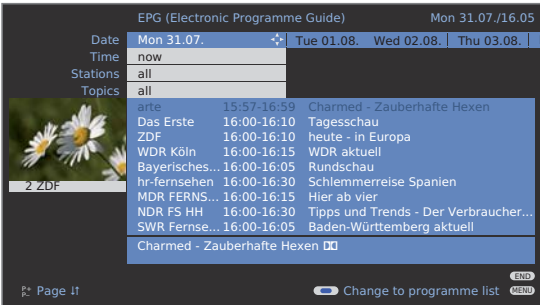 EPG (Electronic Programme Guide) Mon 31.07./16.05
Date Mon 31.07. Tue 01.08. Wed 02.08. Thu 03.08.
Time now
Stations all
Topics all
arte 15:57-16:59 Charmed - Zauberhafte Hexen
Das Erste 16:00-16:10 Tagesschau
ZDF 16:00-16:10 heute - in Europa
WDR Köln 16:00-16:15 WDR aktuell
Bayerisches... 16:00-16:05 Rundschau
hr-fernsehen 16:00-16:30 Schlemmerreise Spanien
MDR FERNS... 16:00-16:15 Hier ab vier
NDR FS HH 16:00-16:30 Tipps und Trends - Der Verbraucher...
SWR Fernse... 16:00-16:05 Baden-Württemberg aktuell
2 ZDF
Charmed - Zauberhafte Hexen
END
P+ P- Page Change to programme list MENU